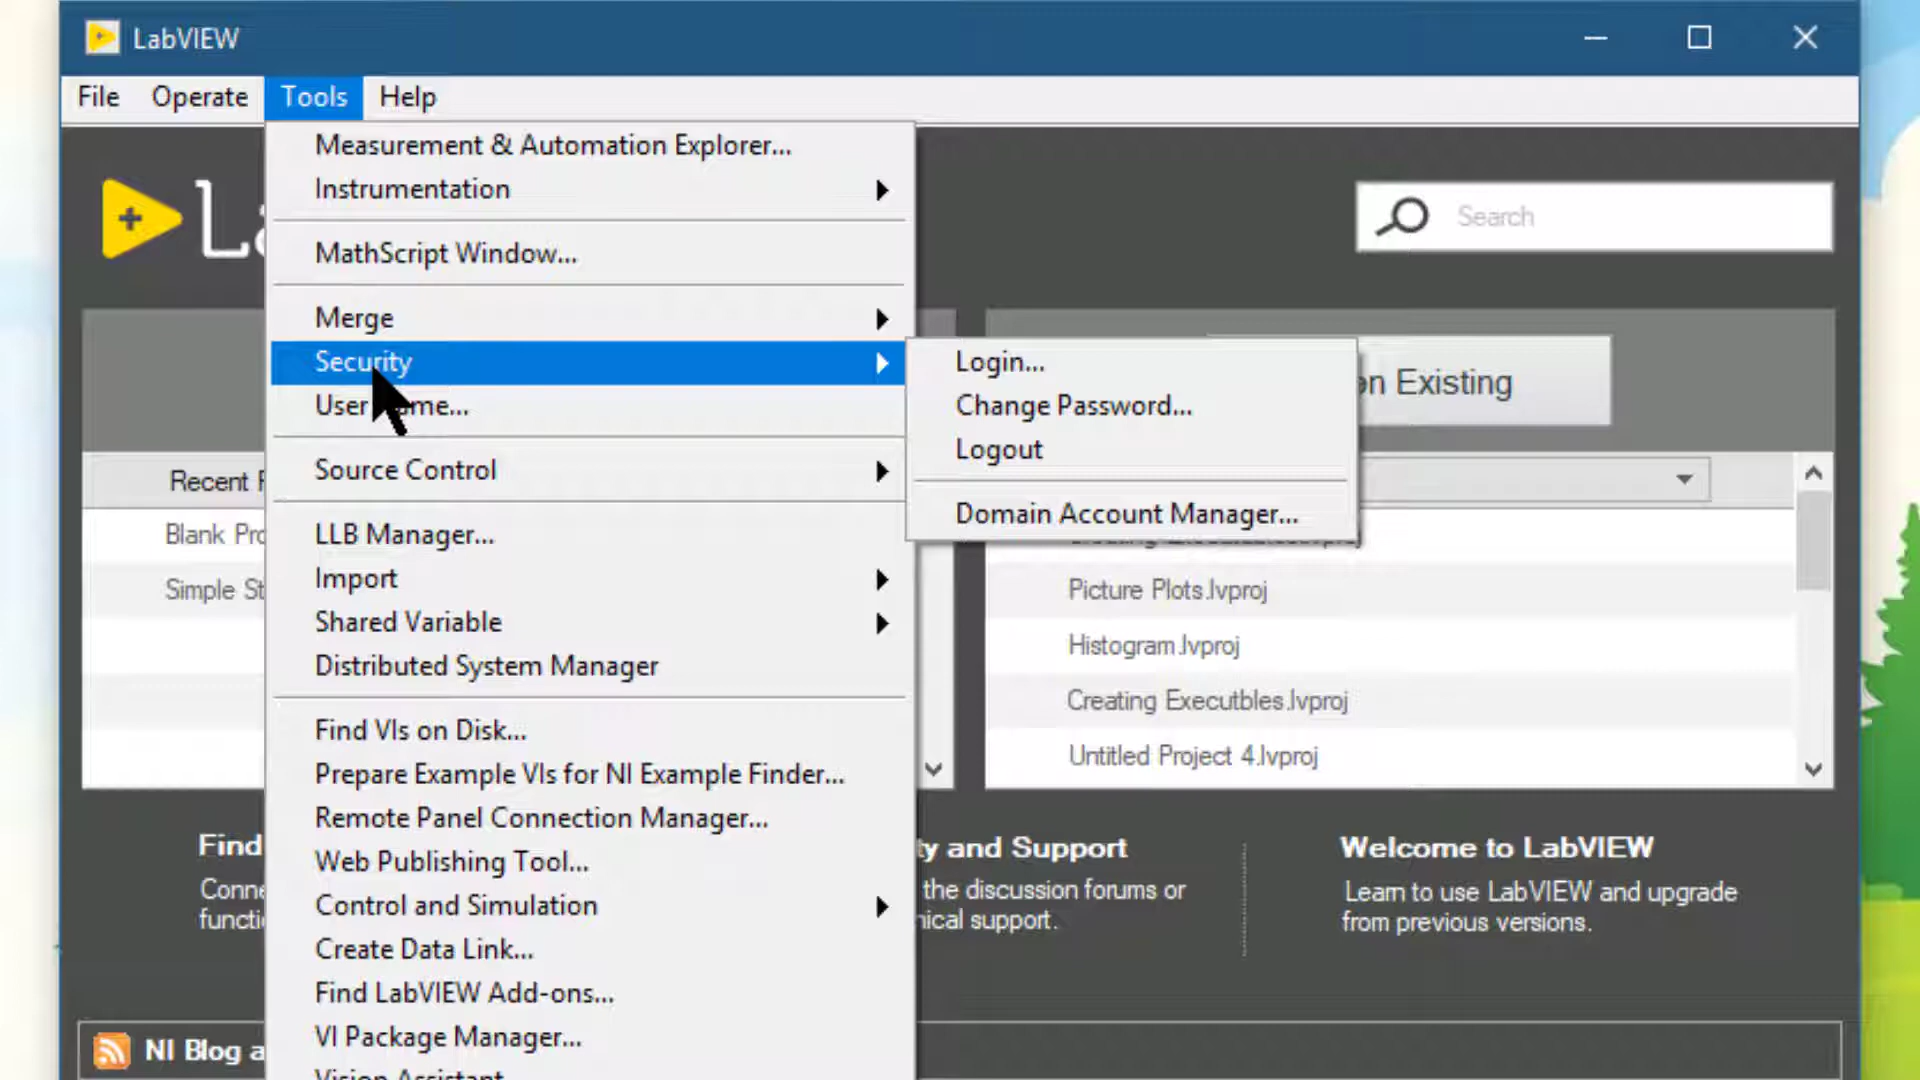 LabVIEW
File Operate Tools Help
Measurement & Automation Explorer...
Instrumentation
MathScript Window...
Merge
Security
User
Source Control
LLB Manager...
Import
Shared Variable
Distributed System Manager
Find VIs on Disk...
Prepare Example VIs for NI Example Finder...
Remote Panel Connection Manager...
Web Publishing Tool...
Control and Simulation
Create Data Link...
Find LabVIEW Add-ons...
VI Package Manager...
Vision Assistant
Login...
Change Password...
Logout
Domain Account Manager...
Search
Existing
Recent
Blank
Simple
Picture Plots.lvproj
Histogram.lvproj
Creating Executbles.lvproj
Untitled Project 4.lvproj
Find
and Support
the discussion forums or
support.
Welcome to LabVIEW
Learn to use LabVIEW and upgrade
from previous versions.
NI Blog